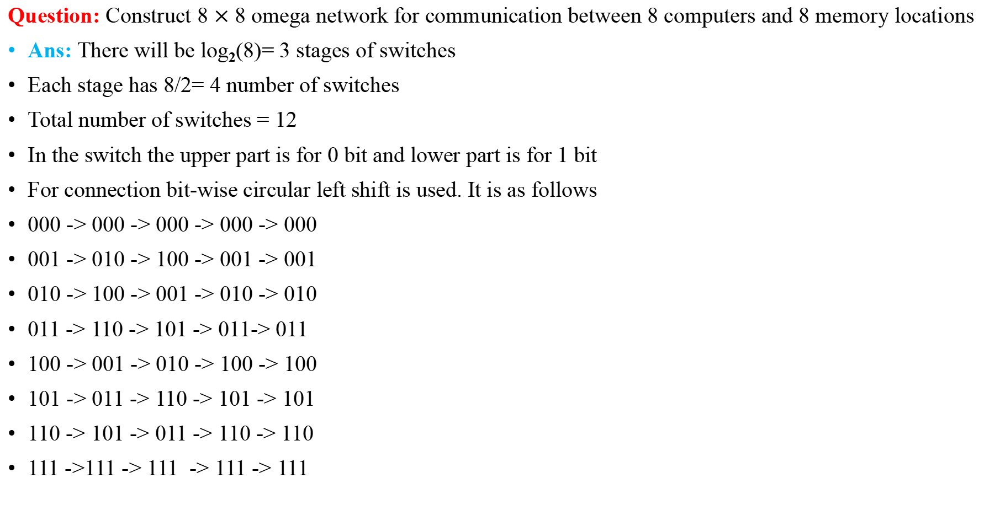 Question: Construct 8 × 8 omega network for communication between 8 computers and 8 memory locations
• Ans: There will be log₂(8)= 3 stages of switches
• Each stage has 8/2= 4 number of switches
• Total number of switches = 12
• In the switch the upper part is for 0 bit and lower part is for 1 bit
• For connection bit-wise circular left shift is used. It is as follows
• 000 -> 000 -> 000 -> 000 -> 000
• 001 -> 010 -> 100 -> 001 -> 001
• 010 -> 100 -> 001 -> 010 -> 010
• 011 -> 110 -> 101 -> 011-> 011
• 100 -> 001 -> 010 -> 100 -> 100
• 101 -> 011 -> 110 -> 101 -> 101
• 110 -> 101 -> 011 -> 110 -> 110
• 111 ->111 -> 111  -> 111 -> 111